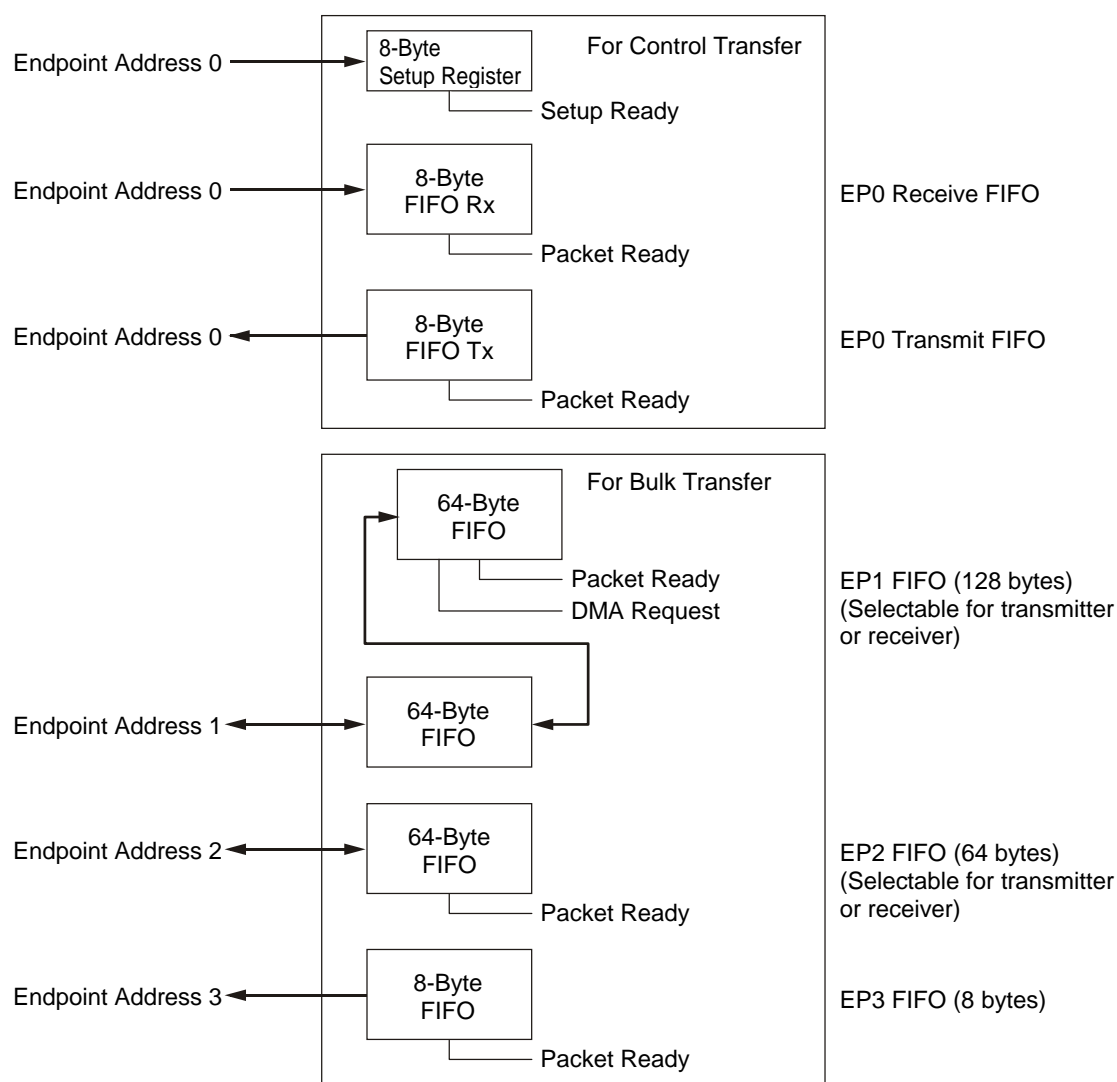 For Control Transfer
Endpoint Address 0
8-Byte
Setup Register
Setup Ready
Endpoint Address 0
8-Byte
FIFO Rx
EP0 Receive FIFO
Packet Ready
Endpoint Address 0
8-Byte
FIFO Tx
EP0 Transmit FIFO
Packet Ready
For Bulk Transfer
64-Byte
FIFO
Packet Ready
DMA Request
EP1 FIFO (128 bytes)
(Selectable for transmitter
or receiver)
Endpoint Address 1
64-Byte
FIFO
Endpoint Address 2
64-Byte
FIFO
Packet Ready
EP2 FIFO (64 bytes)
(Selectable for transmitter
or receiver)
Endpoint Address 3
8-Byte
FIFO
EP3 FIFO (8 bytes)
Packet Ready